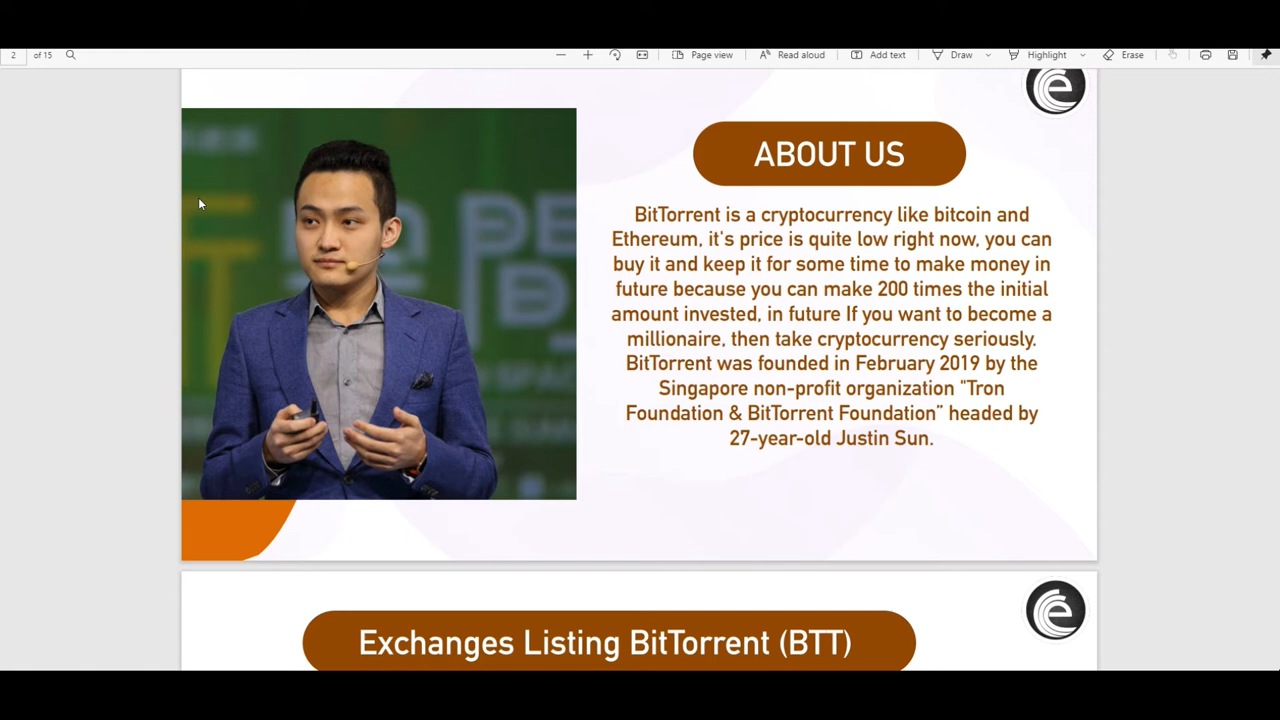 2 of 15
Page view
Read aloud
Add text
Draw
Highlight
Erase
ABOUT US
BitTorrent is a cryptocurrency like bitcoin and
Ethereum, it's price is quite low right now, you can
buy it and keep it for some time to make money in
future because you can make 200 times the initial
amount invested, in future If you want to become a
millionaire, then take cryptocurrency seriously.
BitTorrent was founded in February 2019 by the
Singapore non-profit organization "Tron
Foundation & BitTorrent Foundation" headed by
27-year-old Justin Sun.
Exchanges Listing BitTorrent (BTT)